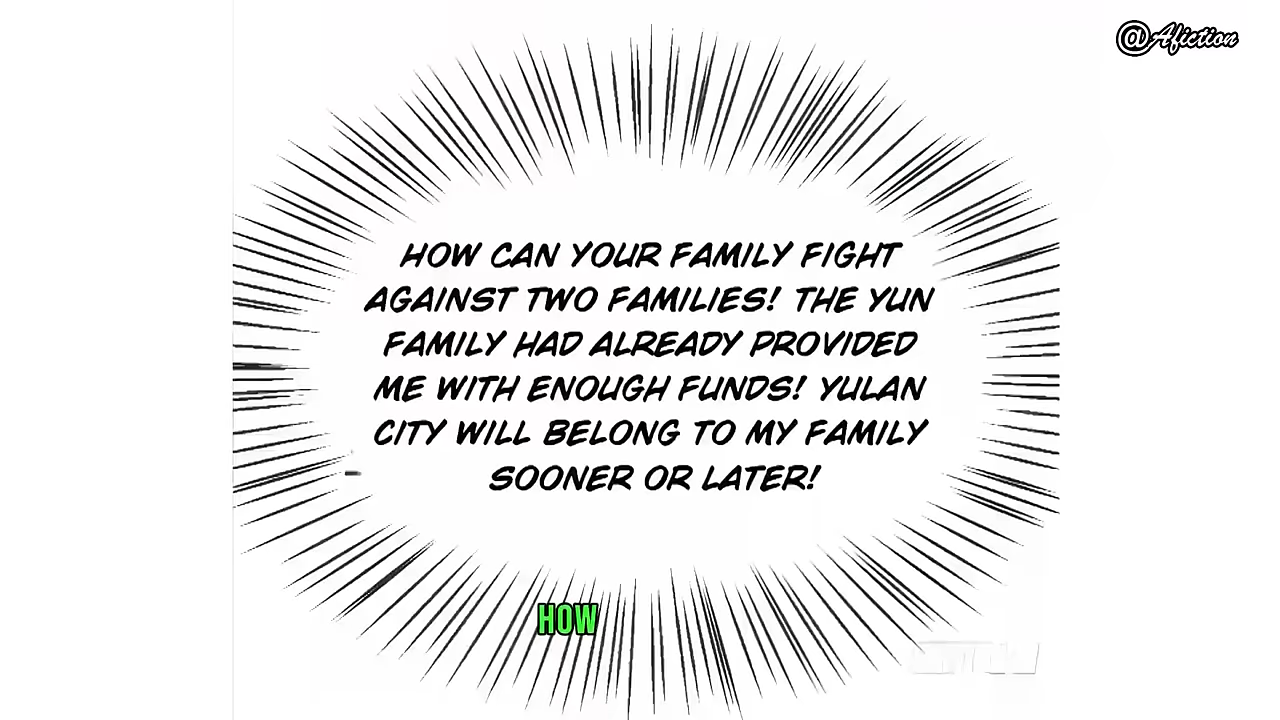 @Afiction
HOW CAN YOUR FAMILY FIGHT
AGAINST TWO FAMILIES! THE YUN
FAMILY HAD ALREADY PROVIDED
ME WITH ENOUGH FUNDS! YULAN
CITY WILL BELONG TO MY FAMILY
SOONER OR LATER!
HOW